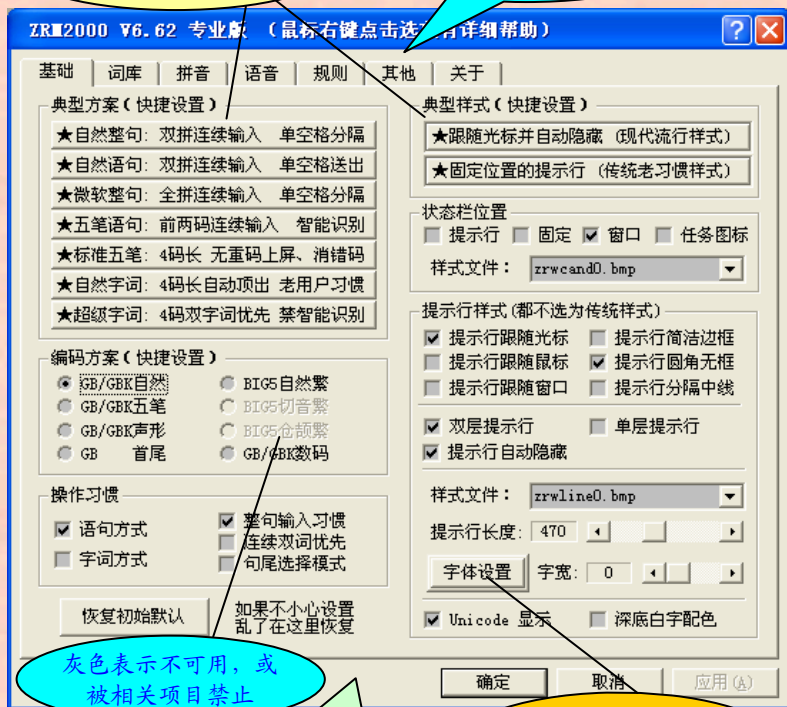 ZRM2000 V6.62 专业版 （鼠标右键点击选 有详细帮助）
基础 词库 拼音 语音 规则 其他 关于
典型方案(快捷设置)
★自然整句: 双拼连续输入 单空格分隔
★自然语句: 双拼连续输入 单空格送出
★微软整句: 全拼连续输入 单空格分隔
★五笔语句: 前两码连续输入 智能识别
★标准五笔: 4码长 无重码上屏、消错码
★自然字词: 4码长自动顶出 老用户习惯
★超级字词: 4码双字词优先 禁智能识别
编码方案(快捷设置)
GB/GBK自然 BIG5自然繁
GB/GBK五笔 BIG5切音繁
GB/GBK声形 BIG5仓颉繁
GB 首尾 GB/GBK数码
操作习惯
语句方式 整句输入习惯
连续双词优先
字词方式 句尾选择模式
恢复初始默认 如果不小心设置
乱了在这里恢复
灰色表示不可用，或
被相关项目禁止
典型样式(快捷设置)
★跟随光标并自动隐藏 (现代流行样式)
★固定位置的提示行 (传统老习惯样式)
状态栏位置
提示行 固定 窗口 任务图标
样式文件： zrwcand0.bmp
提示行样式(都不选为传统样式)
提示行跟随光标 提示行简洁边框
提示行跟随鼠标 提示行圆角无框
提示行跟随窗口 提示行分隔中线
双层提示行 单层提示行
提示行自动隐藏
样式文件： zrwline0.bmp
提示行长度: 470
字体设置 字宽: 0
Unicode 显示 深底白字配色
确定 取消 应用(A)